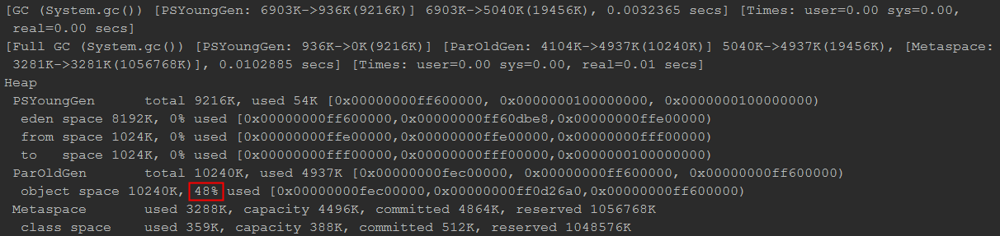 [GC (System.gc()) [PSYoungGen: 6903K->936K(9216K)] 6903K->5040K(19456K), 0.0032365 secs] [Times: user=0.00 sys=0.00,
 real=0.00 secs]
[Full GC (System.gc()) [PSYoungGen: 936K->0K(9216K)] [ParOldGen: 4104K->4937K(10240K)] 5040K->4937K(19456K), [Metaspace:
 3281K->3281K(1056768K)], 0.0102885 secs] [Times: user=0.00 sys=0.00, real=0.01 secs]
Heap
 PSYoungGen      total 9216K, used 54K [0x00000000ff600000, 0x0000000100000000, 0x0000000100000000)
  eden space 8192K, 0% used [0x00000000ff600000,0x00000000ff60dbe8,0x00000000ffe00000)
  from space 1024K, 0% used [0x00000000ffe00000,0x00000000ffe00000,0x00000000fff00000)
  to   space 1024K, 0% used [0x00000000fff00000,0x00000000fff00000,0x0000000100000000)
 ParOldGen       total 10240K, used 4937K [0x00000000fec00000, 0x00000000ff600000, 0x00000000ff600000)
  object space 10240K, 48% used [0x00000000fec00000,0x00000000ff0d26a0,0x00000000ff600000)
 Metaspace       used 3288K, capacity 4496K, committed 4864K, reserved 1056768K
  class space    used 359K, capacity 388K, committed 512K, reserved 1048576K